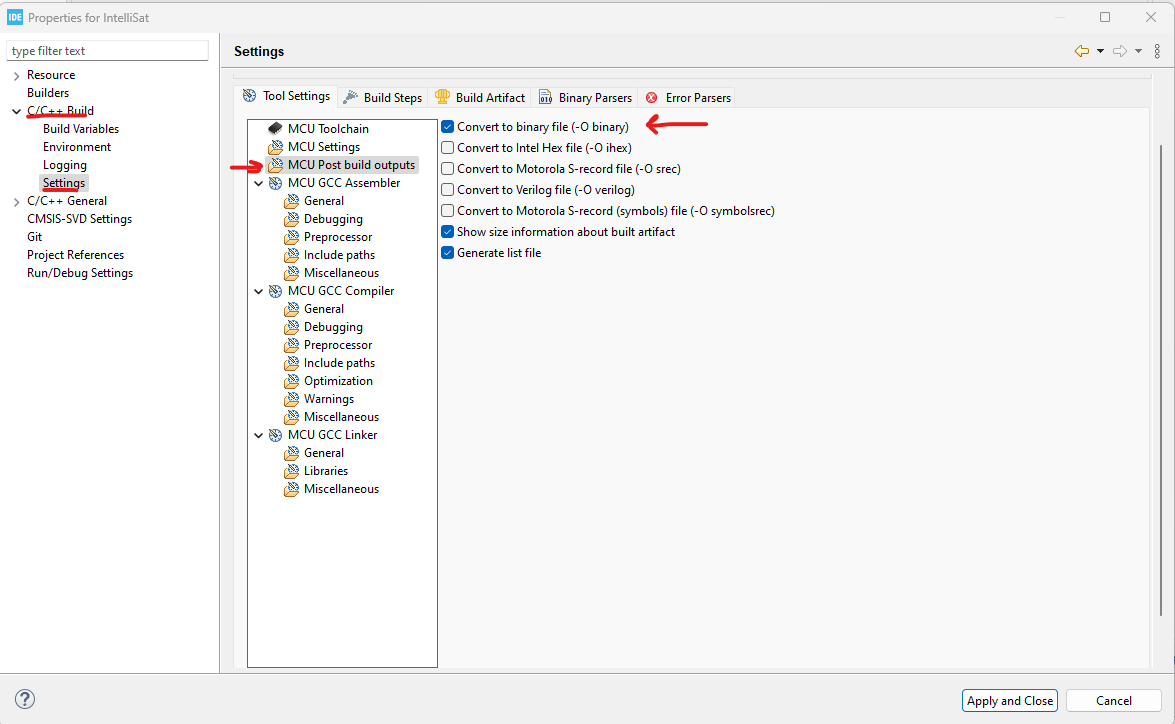 IDE Properties for IntelliSat
type filter text
Resource
Builders
C/C++ Build
Build Variables
Environment
Logging
Settings
C/C++ General
CMSIS-SVD Settings
Git
Project References
Run/Debug Settings
Settings
Tool Settings Build Steps Build Artifact Binary Parsers Error Parsers
MCU Toolchain
MCU Settings
MCU Post build outputs
MCU GCC Assembler
General
Debugging
Preprocessor
Include paths
Miscellaneous
MCU GCC Compiler
General
Debugging
Preprocessor
Include paths
Optimization
Warnings
Miscellaneous
MCU GCC Linker
General
Libraries
Miscellaneous
Convert to binary file (-O binary)
Convert to Intel Hex file (-O ihex)
Convert to Motorola S-record file (-O srec)
Convert to Verilog file (-O verilog)
Convert to Motorola S-record (symbols) file (-O symbolsrec)
Show size information about built artifact
Generate list file
? Apply and Close Cancel